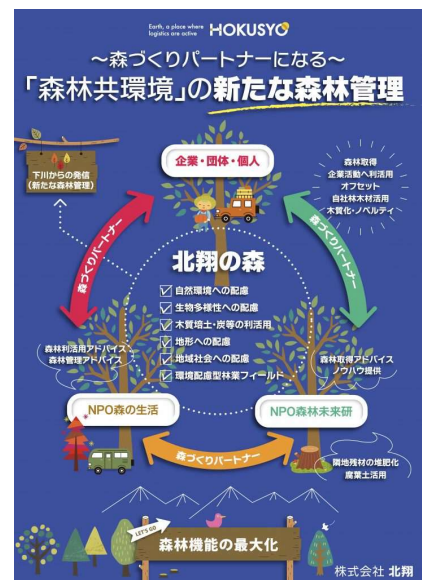 Earth, a place where
logistics are active
HOKUSYO
~森づくりパートナーになる~
「森林共環境」の新たな森林管理
企業・団体・個人
下川からの発信
(新たな森林管理)
森林取得
企業活動へ利活用
オフセット
自社林木材活用
木質化・ノベルティ
森づくりパートナー
森づくりパートナー
北翔の森
自然環境への配慮
生物多様性への配慮
木質培土・炭等の利活用
地形への配慮
地域社会への配慮
環境配慮型林業フィールド
森林利活用アドバイス
森林管理アドバイス
森林取得アドバイス
ノウハウ提供
NPO森の生活
NPO森林未来研
森づくりパートナー
隣地残材の堆肥化
腐葉土活用
LET'S GO
森林機能の最大化
株式会社 北翔